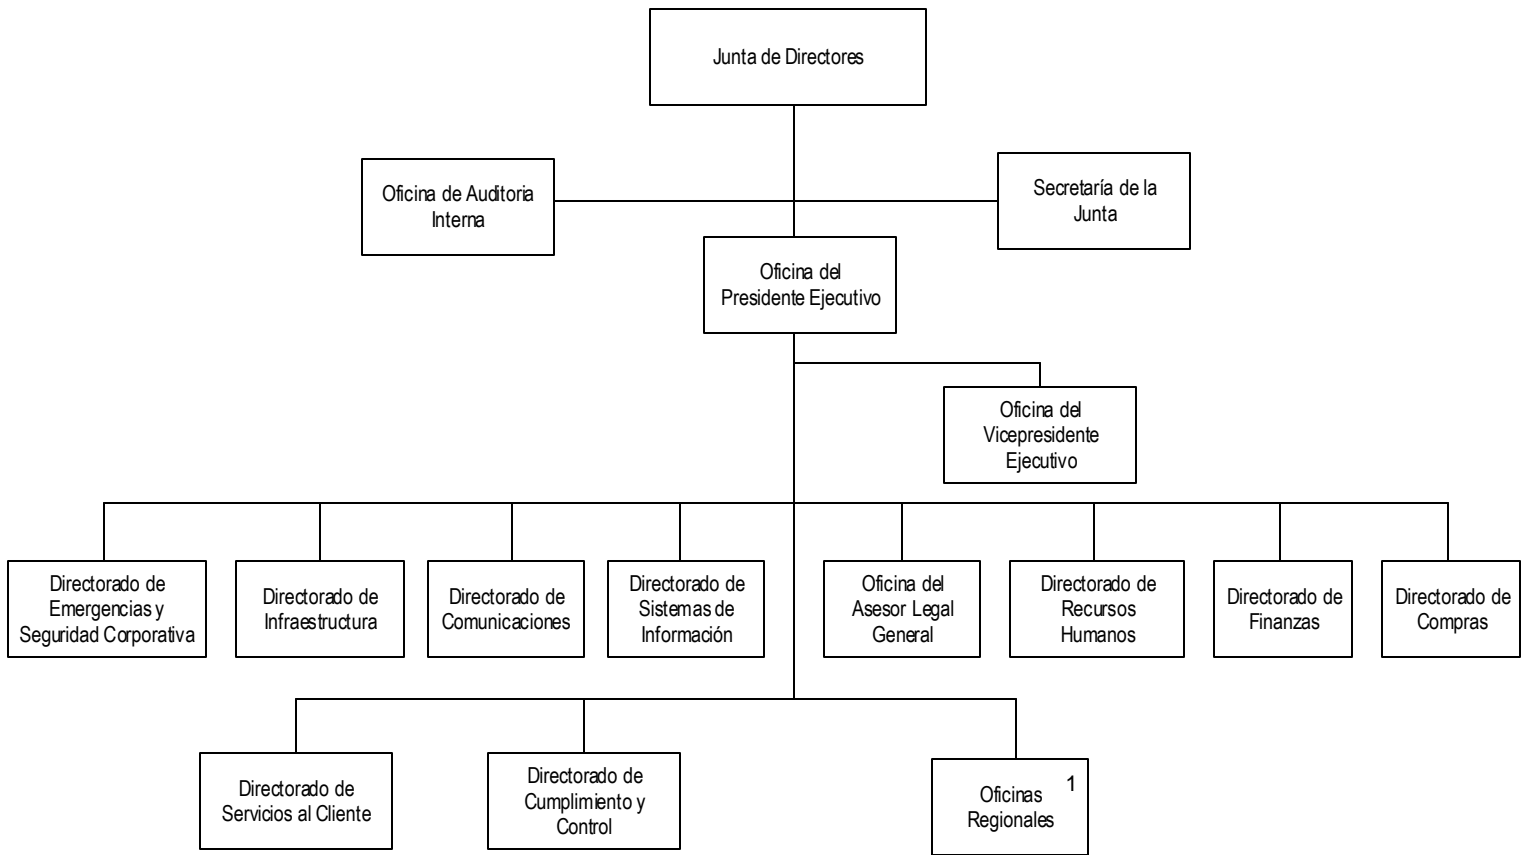 Junta de Directores
Oficina de Auditoria
Interna
Secretaría de la
Junta
Oficina del
Presidente Ejecutivo
Oficina del
Vicepresidente
Ejecutivo
Directorado de
Emergencias y
Seguridad Corporativa
Directorado de
Infraestructura
Directorado de
Comunicaciones
Directorado de
Sistemas de
Información
Oficina del
Asesor Legal
General
Directorado de
Recursos
Humanos
Directorado de
Finanzas
Directorado de
Compras
Directorado de
Servicios al Cliente
Directorado de
Cumplimiento y
Control
1
Oficinas
Regionales